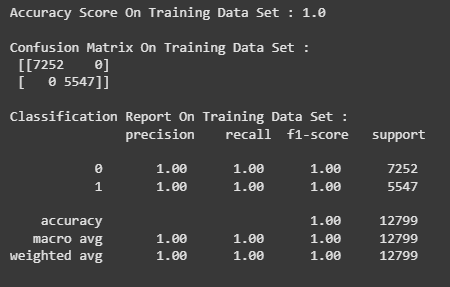 Accuracy Score On Training Data Set : 1.0
Confusion Matrix On Training Data Set :
[[7252    0]
[   0 5547]]
Classification Report On Training Data Set :
precision    recall  f1-score   support
0       1.00      1.00      1.00      7252
1       1.00      1.00      1.00      5547
accuracy                           1.00     12799
macro avg       1.00      1.00      1.00     12799
weighted avg       1.00      1.00      1.00     12799